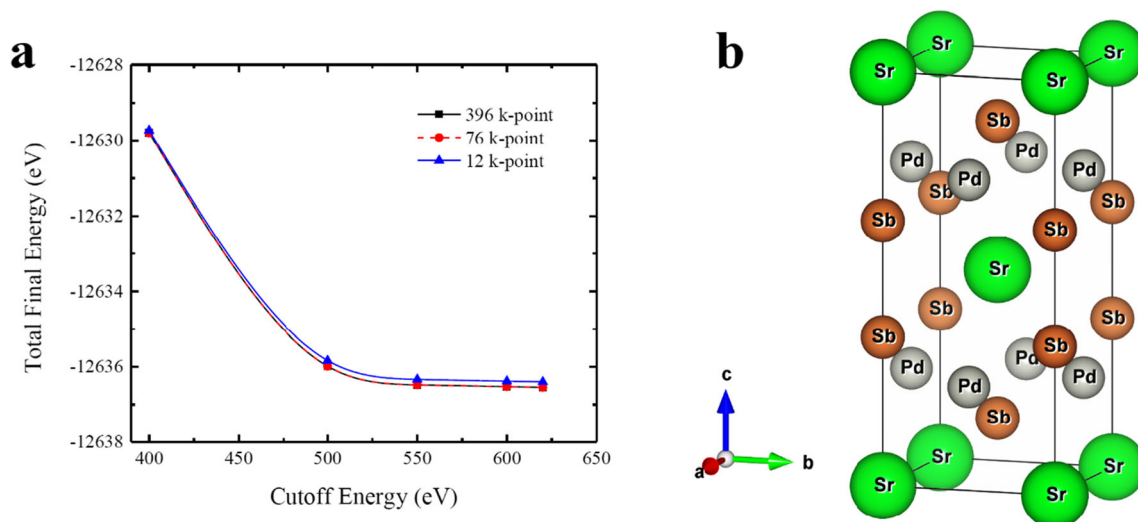 a
-12628
-12630
-12632
-12634
-12636
-12638
400
450
500
550
600
650
Total Final Energy (eV)
Cutoff Energy (eV)
396 k-point
76 k-point
12 k-point
b
Sr
Sr
Sr
Sr
Sb
Pd
Pd
Pd
Pd
Sb
Sb
Sb
Sb
Sr
Sb
Sb
Sb
Pd
Sb
Pd
Pd
Pd
Sb
Sr
Sr
Sr
Sr
c
a
b